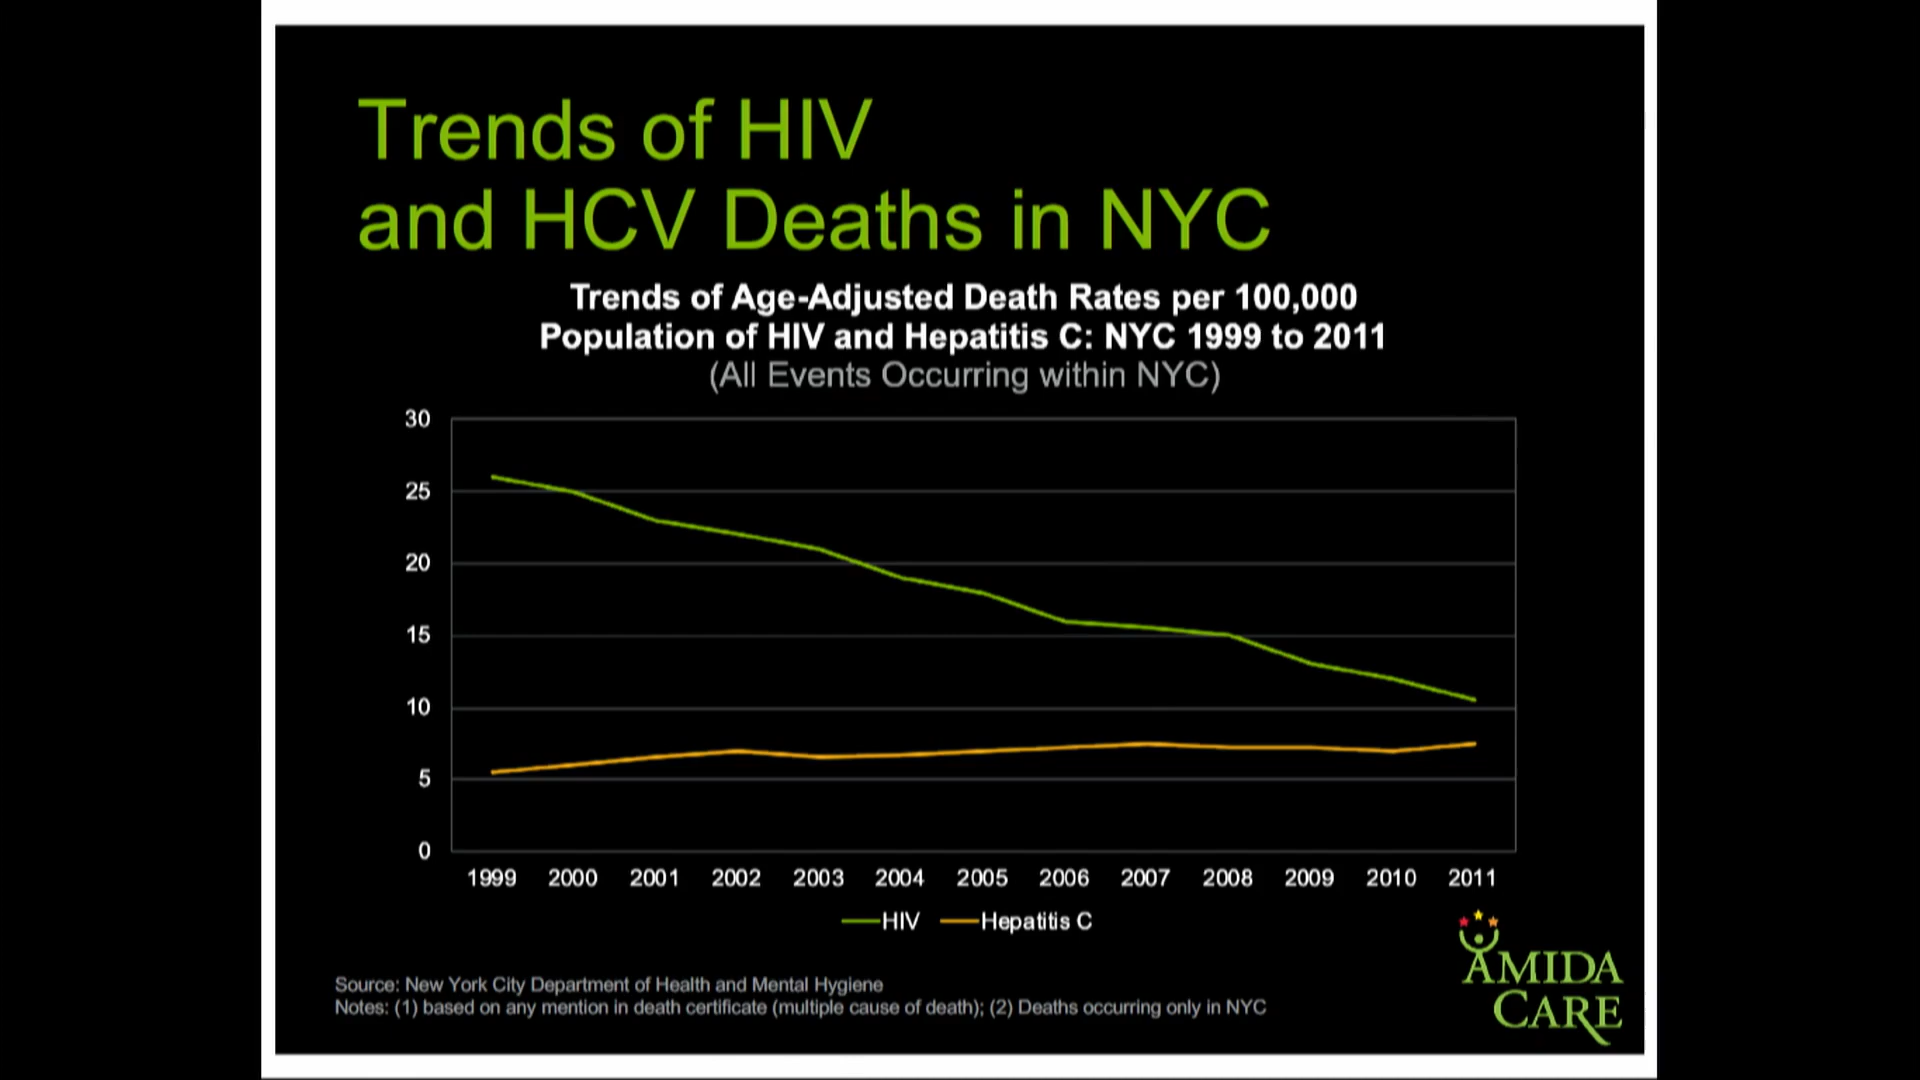 Trends of HIV
and HCV Deaths in NYC
Trends of Age-Adjusted Death Rates per 100,000
Population of HIV and Hepatitis C: NYC 1999 to 2011
(All Events Occurring within NYC)
30
25
20
15
10
5
0
1999 2000 2001 2002 2003 2004 2005 2006 2007 2008 2009 2010 2011
HIV Hepatitis C
AMIDA
CARE
Source: New York City Department of Health and Mental Hygiene
Notes: (1) based on any mention in death certificate (multiple cause of death); (2) Deaths occurring only in NYC